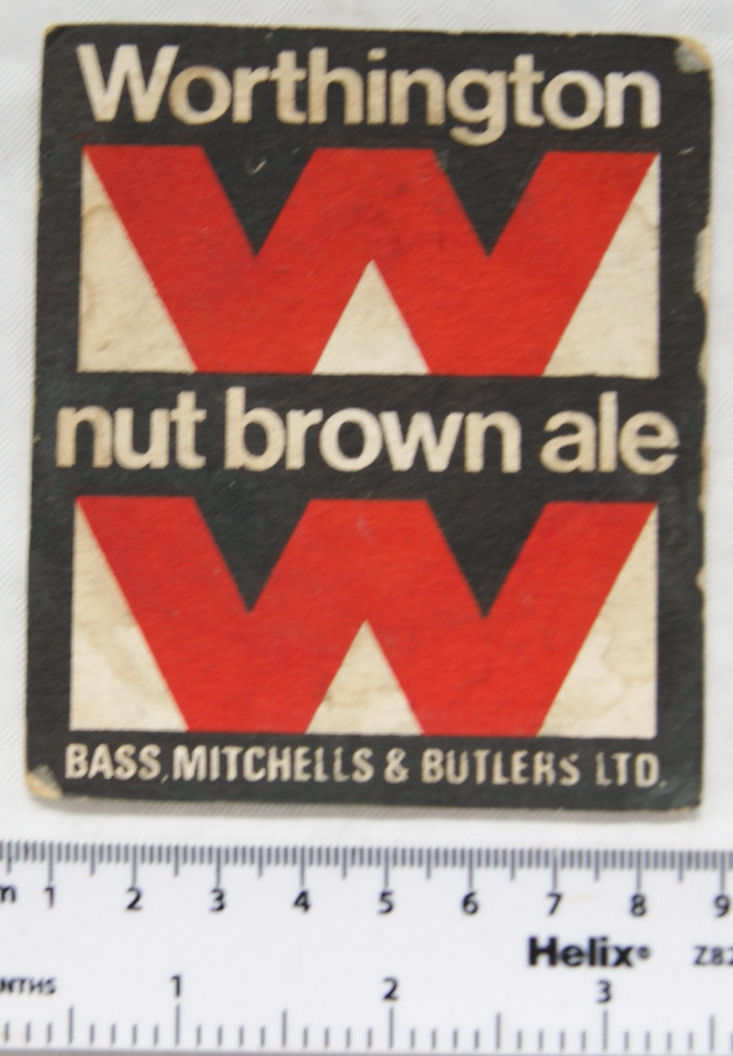 Worthington
W
nut brown ale
W
BASS, MITCHELLS & BUTLERS LTD.
1 2 3 4 5 6 7 8 9
Helix®
1 2 3